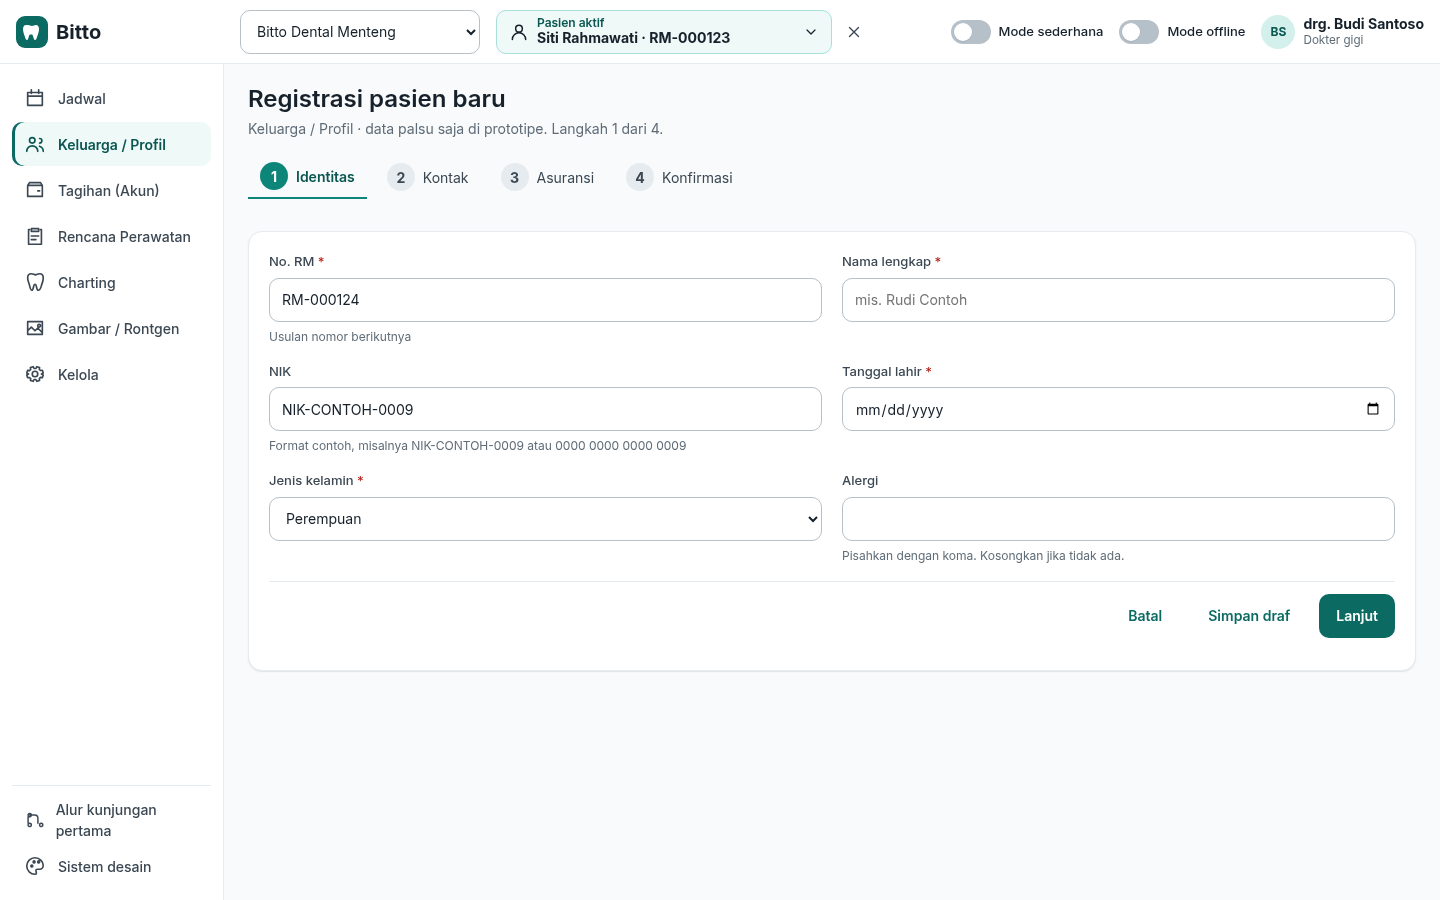 Bitto
Bitto Dental Menteng
Pasien aktif
Siti Rahmawati · RM-000123
Mode sederhana
Mode offline
BS
drg. Budi Santoso
Dokter gigi
Jadwal
Keluarga / Profil
Tagihan (Akun)
Rencana Perawatan
Charting
Gambar / Rontgen
Kelola
Alur kunjungan
pertama
Sistem desain
Registrasi pasien baru
Keluarga / Profil · data palsu saja di prototipe. Langkah 1 dari 4.
1 Identitas
2 Kontak
3 Asuransi
4 Konfirmasi
No. RM *
RM-000124
Usulan nomor berikutnya
Nama lengkap *
mis. Rudi Contoh
NIK
NIK-CONTOH-0009
Format contoh, misalnya NIK-CONTOH-0009 atau 0000 0000 0000 0009
Tanggal lahir *
mm/dd/yyyy
Jenis kelamin *
Perempuan
Alergi
Pisahkan dengan koma. Kosongkan jika tidak ada.
Batal
Simpan draf
Lanjut